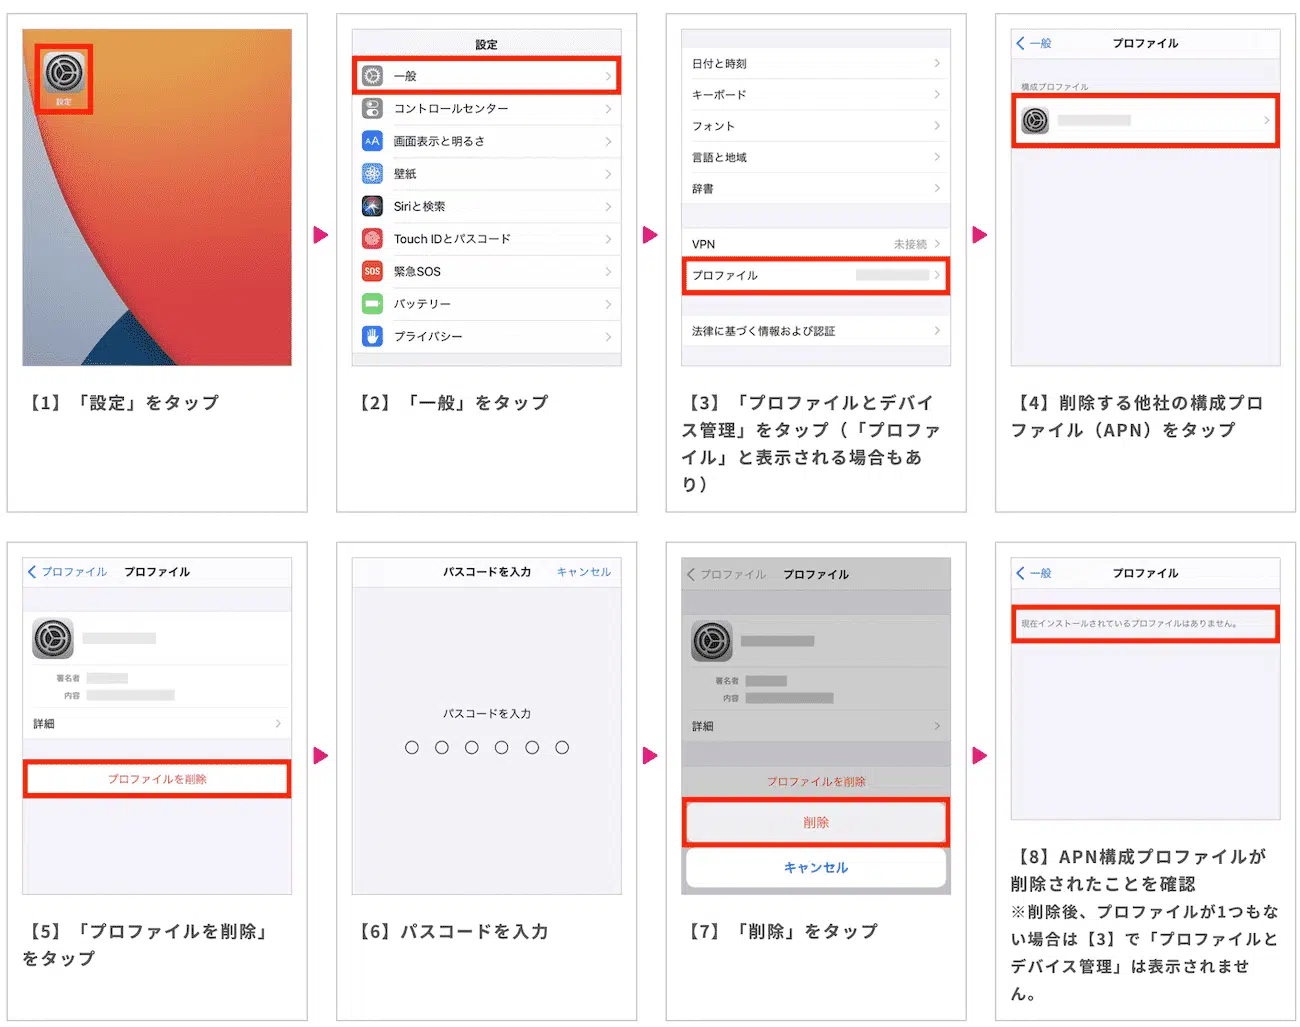 設定
【1】「設定」をタップ
設定
一般
コントロールセンター
AA 画面表示と明るさ
壁紙
Siriと検索
Touch IDとパスコード
SOS 緊急SOS
バッテリー
プライバシー
【2】「一般」をタップ
日付と時刻
キーボード
フォント
言語と地域
辞書
VPN 未接続
プロファイル
法律に基づく情報および認証
【3】「プロファイルとデバイ
ス管理」をタップ（「プロファ
イル」と表示される場合もあ
り）
一般 プロファイル
構成プロファイル
【4】削除する他社の構成プロ
ファイル（APN）をタップ
プロファイル プロファイル
署名者
内容
詳細
プロファイルを削除
【5】「プロファイルを削除」
をタップ
パスコードを入力 キャンセル
パスコードを入力
【6】パスコードを入力
プロファイル プロファイル
署名者
内容
詳細
プロファイルを削除
削除
キャンセル
【7】「削除」をタップ
一般 プロファイル
現在インストールされているプロファイルはありません。
【8】APN構成プロファイルが
削除されたことを確認
※削除後、プロファイルが1つもな
い場合は【3】で「プロファイルと
デバイス管理」は表示されませ
ん。